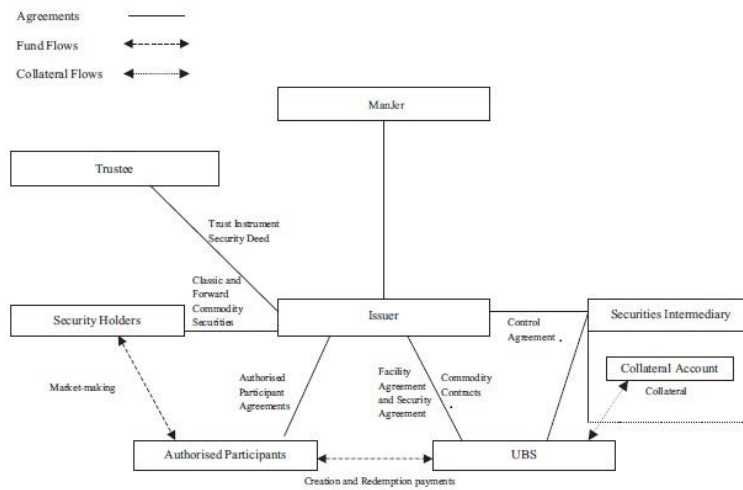 Agreements
Fund Flows
Collateral Flows
ManJer
Trustee
Trust Instrument
Security Deed
Classic and
Forward
Commodity
Securities
Security Holders
Issuer
Securities Intermediary
Control
Agreement .
Collateral Account
Collateral
Market-making
Authorised
Participant
Agreements
Facility
Agreement
and Security
Agreement
Commodity
Contracts
.
Authorised Participants
UBS
Creation and Redemption payments